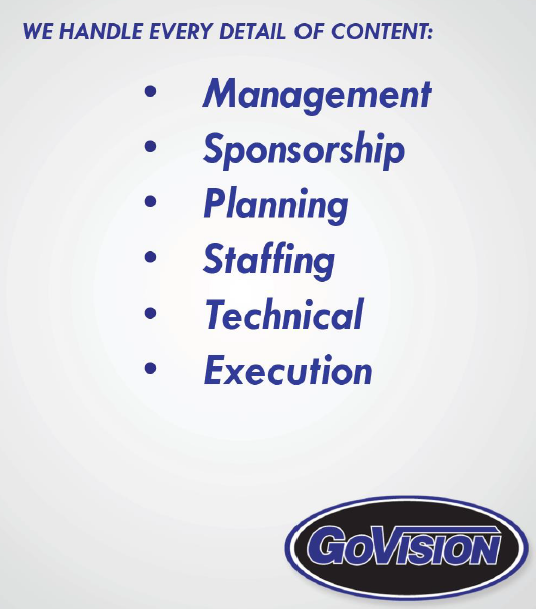 WE HANDLE EVERY DETAIL OF CONTENT:
• Management
• Sponsorship
• Planning
• Staffing
• Technical
• Execution
GOVISION